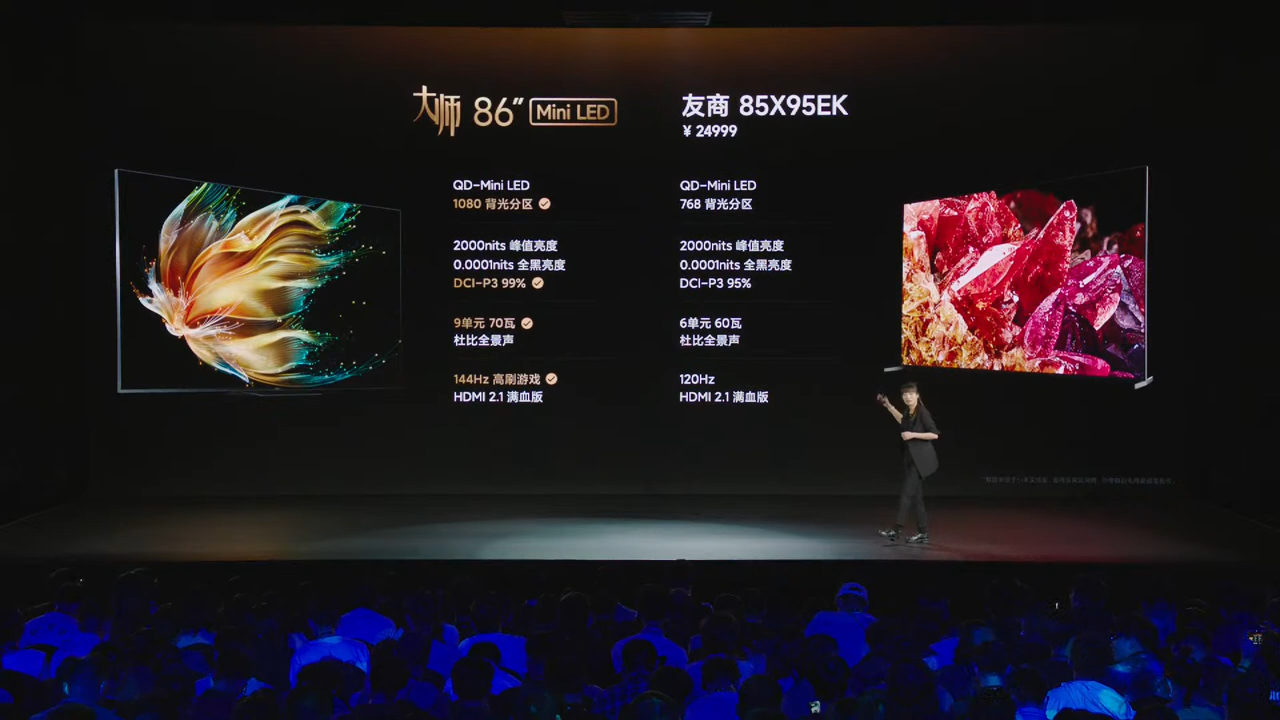 大师 86” Mini LED
友商 85X95EK
¥ 24999
QD-Mini LED
1080 背光分区
2000nits 峰值亮度
0.0001nits 全黑亮度
DCI-P3 99%
9单元 70瓦
杜比全景声
144Hz 高刷游戏
HDMI 2.1 满血版
QD-Mini LED
768 背光分区
2000nits 峰值亮度
0.0001nits 全黑亮度
DCI-P3 95%
6单元 60瓦
杜比全景声
120Hz
HDMI 2.1 满血版